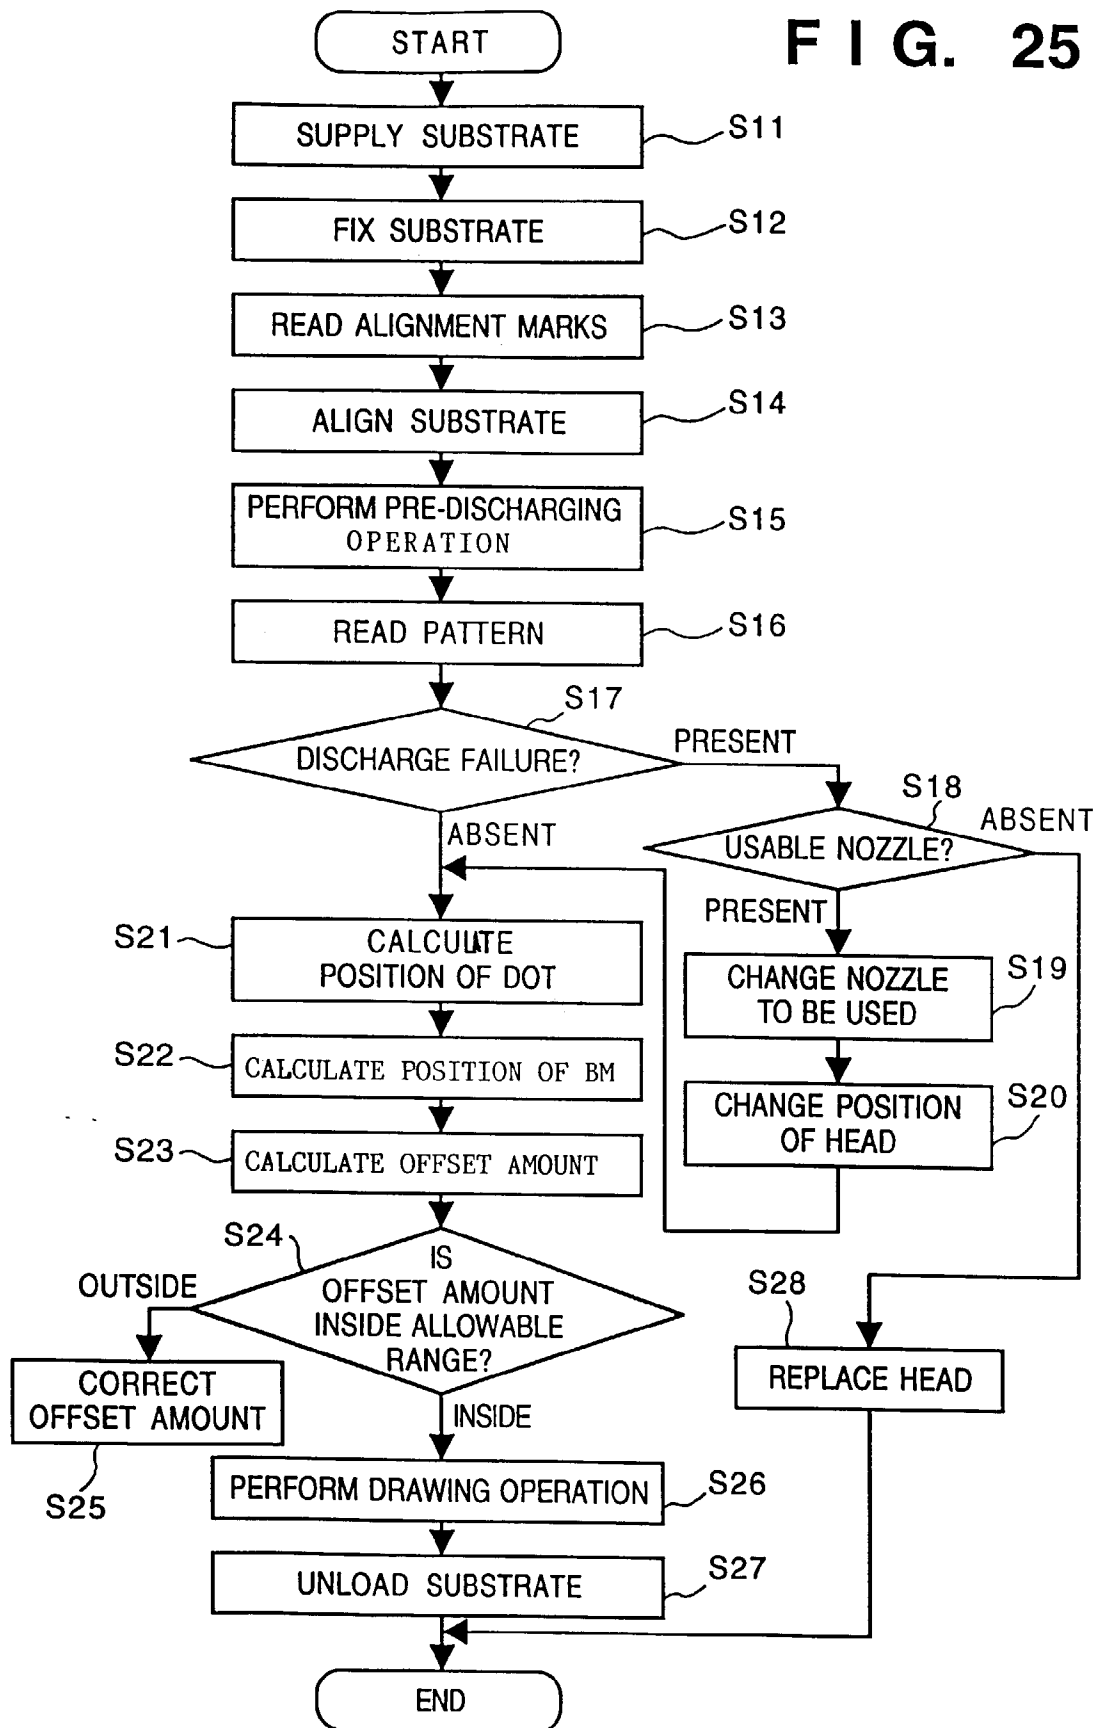 FIG. 25
START
SUPPLY SUBSTRATE
S11
FIX SUBSTRATE
S12
READ ALIGNMENT MARKS
S13
ALIGN SUBSTRATE
S14
PERFORM PRE-DISCHARGING
OPERATION
S15
READ PATTERN
S16
S17
DISCHARGE FAILURE?
PRESENT
ABSENT
S18
USABLE NOZZLE?
ABSENT
PRESENT
S19
CHANGE NOZZLE
TO BE USED
S20
CHANGE POSITION
OF HEAD
S21
CALCULATE
POSITION OF DOT
S22
CALCULATE POSITION OF BM
S23
CALCULATE OFFSET AMOUNT
S24
IS
OFFSET AMOUNT
INSIDE ALLOWABLE
RANGE?
OUTSIDE
CORRECT
OFFSET AMOUNT
S25
INSIDE
S28
REPLACE HEAD
PERFORM DRAWING OPERATION
S26
UNLOAD SUBSTRATE
S27
END